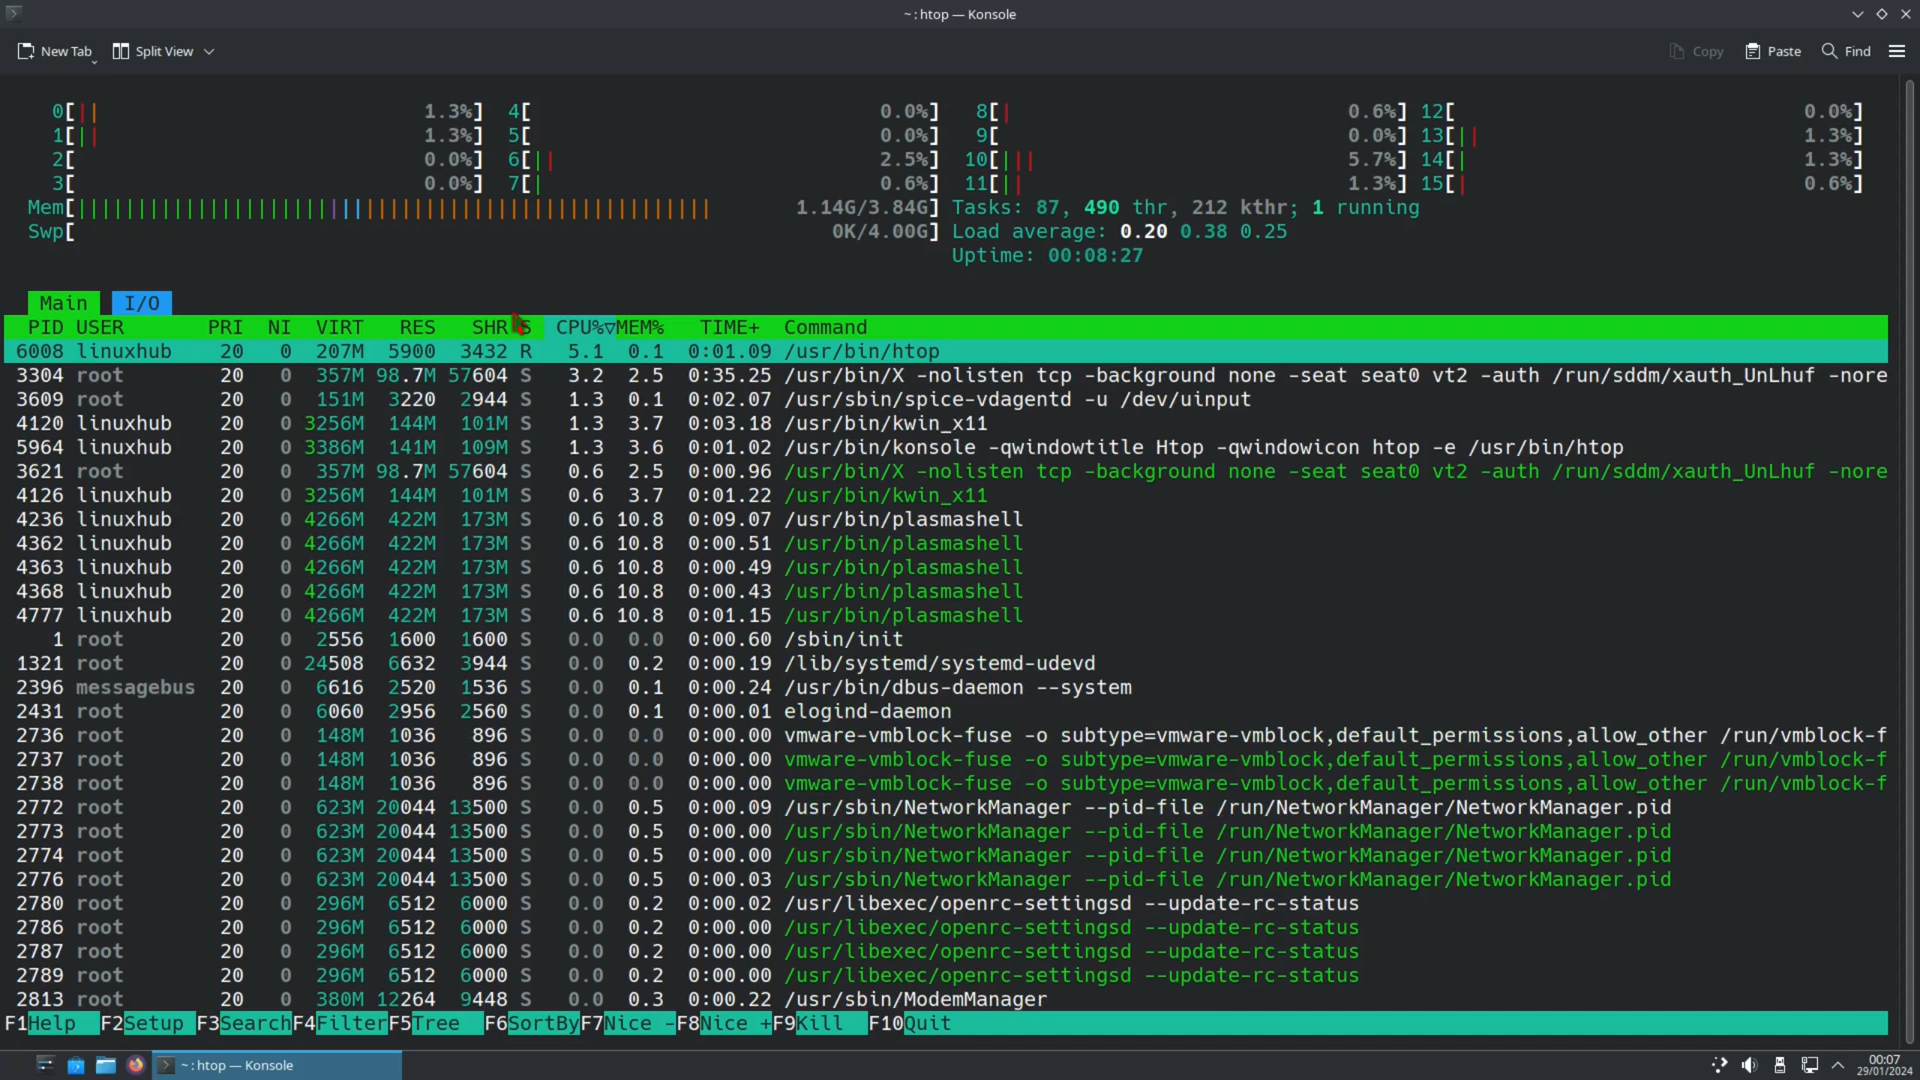 ~ : htop — Konsole
New Tab Split View Copy Paste Find
0[|| 1.3%] 4[ 0.0%] 8[| 0.6%] 12[ 0.0%]
1[|| 1.3%] 5[ 0.0%] 9[ 0.0%] 13[|| 1.3%]
2[ 0.0%] 6[|| 2.5%] 10[||| 5.7%] 14[| 1.3%]
3[ 0.0%] 7[| 0.6%] 11[|| 1.3%] 15[| 0.6%]
Mem[||||||||||||||||||||||||||||||||||||||||||||||||||||| 1.14G/3.84G] Tasks: 87, 490 thr, 212 kthr; 1 running
Swp[ 0K/4.00G] Load average: 0.20 0.38 0.25
Uptime: 00:08:27
Main I/O
PID USER PRI NI VIRT RES SHR S CPU%▽MEM% TIME+ Command
6008 linuxhub 20 0 207M 5900 3432 R 5.1 0.1 0:01.09 /usr/bin/htop
3304 root 20 0 357M 98.7M 57604 S 3.2 2.5 0:35.25 /usr/bin/X -nolisten tcp -background none -seat seat0 vt2 -auth /run/sddm/xauth_UnLhuf -nore
3609 root 20 0 151M 3220 2944 S 1.3 0.1 0:02.07 /usr/sbin/spice-vdagentd -u /dev/uinput
4120 linuxhub 20 0 3256M 144M 101M S 1.3 3.7 0:03.18 /usr/bin/kwin_x11
5964 linuxhub 20 0 3386M 141M 109M S 1.3 3.6 0:01.02 /usr/bin/konsole -qwindowtitle Htop -qwindowicon htop -e /usr/bin/htop
3621 root 20 0 357M 98.7M 57604 S 0.6 2.5 0:00.96 /usr/bin/X -nolisten tcp -background none -seat seat0 vt2 -auth /run/sddm/xauth_UnLhuf -nore
4126 linuxhub 20 0 3256M 144M 101M S 0.6 3.7 0:01.22 /usr/bin/kwin_x11
4236 linuxhub 20 0 4266M 422M 173M S 0.6 10.8 0:09.07 /usr/bin/plasmashell
4362 linuxhub 20 0 4266M 422M 173M S 0.6 10.8 0:00.51 /usr/bin/plasmashell
4363 linuxhub 20 0 4266M 422M 173M S 0.6 10.8 0:00.49 /usr/bin/plasmashell
4368 linuxhub 20 0 4266M 422M 173M S 0.6 10.8 0:00.43 /usr/bin/plasmashell
4777 linuxhub 20 0 4266M 422M 173M S 0.6 10.8 0:01.15 /usr/bin/plasmashell
1 root 20 0 2556 1600 1600 S 0.0 0.0 0:00.60 /sbin/init
1321 root 20 0 24508 6632 3944 S 0.0 0.2 0:00.19 /lib/systemd/systemd-udevd
2396 messagebus 20 0 6616 2520 1536 S 0.0 0.1 0:00.24 /usr/bin/dbus-daemon --system
2431 root 20 0 6060 2956 2560 S 0.0 0.1 0:00.01 elogind-daemon
2736 root 20 0 148M 1036 896 S 0.0 0.0 0:00.00 vmware-vmblock-fuse -o subtype=vmware-vmblock,default_permissions,allow_other /run/vmblock-f
2737 root 20 0 148M 1036 896 S 0.0 0.0 0:00.00 vmware-vmblock-fuse -o subtype=vmware-vmblock,default_permissions,allow_other /run/vmblock-f
2738 root 20 0 148M 1036 896 S 0.0 0.0 0:00.00 vmware-vmblock-fuse -o subtype=vmware-vmblock,default_permissions,allow_other /run/vmblock-f
2772 root 20 0 623M 20044 13500 S 0.0 0.5 0:00.09 /usr/sbin/NetworkManager --pid-file /run/NetworkManager/NetworkManager.pid
2773 root 20 0 623M 20044 13500 S 0.0 0.5 0:00.00 /usr/sbin/NetworkManager --pid-file /run/NetworkManager/NetworkManager.pid
2774 root 20 0 623M 20044 13500 S 0.0 0.5 0:00.00 /usr/sbin/NetworkManager --pid-file /run/NetworkManager/NetworkManager.pid
2776 root 20 0 623M 20044 13500 S 0.0 0.5 0:00.03 /usr/sbin/NetworkManager --pid-file /run/NetworkManager/NetworkManager.pid
2780 root 20 0 296M 6512 6000 S 0.0 0.2 0:00.02 /usr/libexec/openrc-settingsd --update-rc-status
2786 root 20 0 296M 6512 6000 S 0.0 0.2 0:00.00 /usr/libexec/openrc-settingsd --update-rc-status
2787 root 20 0 296M 6512 6000 S 0.0 0.2 0:00.00 /usr/libexec/openrc-settingsd --update-rc-status
2789 root 20 0 296M 6512 6000 S 0.0 0.2 0:00.00 /usr/libexec/openrc-settingsd --update-rc-status
2813 root 20 0 380M 12264 9448 S 0.0 0.3 0:00.22 /usr/sbin/ModemManager
F1Help F2Setup F3SearchF4FilterF5Tree F6SortByF7Nice -F8Nice +F9Kill F10Quit
~ : htop — Konsole 00:07
29/01/2024